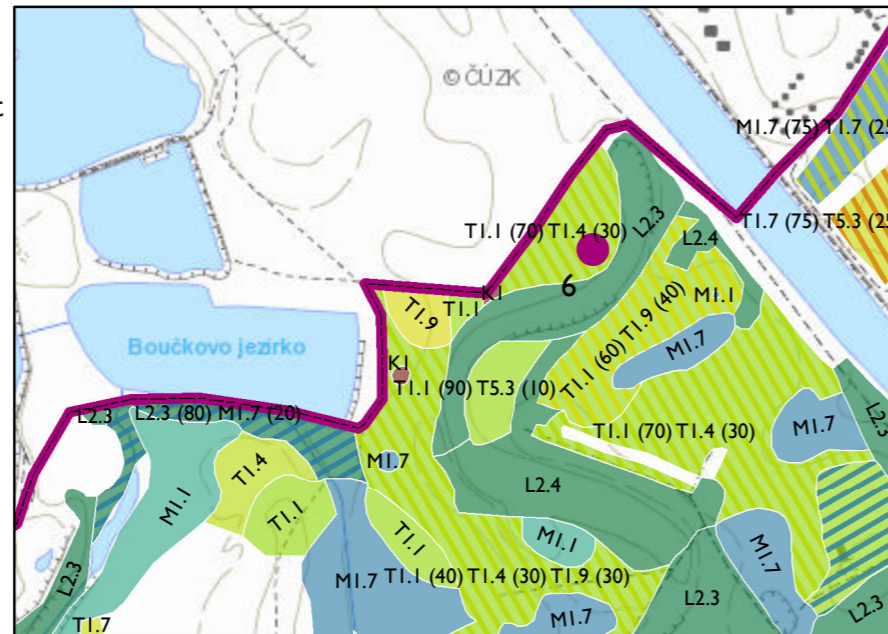 t
© ČÚZK
M1.7 (75) T1.7 (25
T1.7 (75) T5.3 (25
T1.1 (70) T1.4 (30)
L2.3
L2.4
6
K1
T1.1
T1.9
M1.1
T1.1 (60) T1.9 (40)
M1.7
Boučkovo jezírko
K1
T1.1 (90) T5.3 (10)
L2.3
L2.3 (80) M1.7 (20)
T1.1 (70) T1.4 (30)
M1.7
L2.3
T1.4
M1.7
M1.1
L2.4
T1.1
T1.1
M1.1
M1.7
L2.3
M1.7
T1.1 (40) T1.4 (30) T1.9 (30)
L2.3
L2.3
M1.7
T1.7